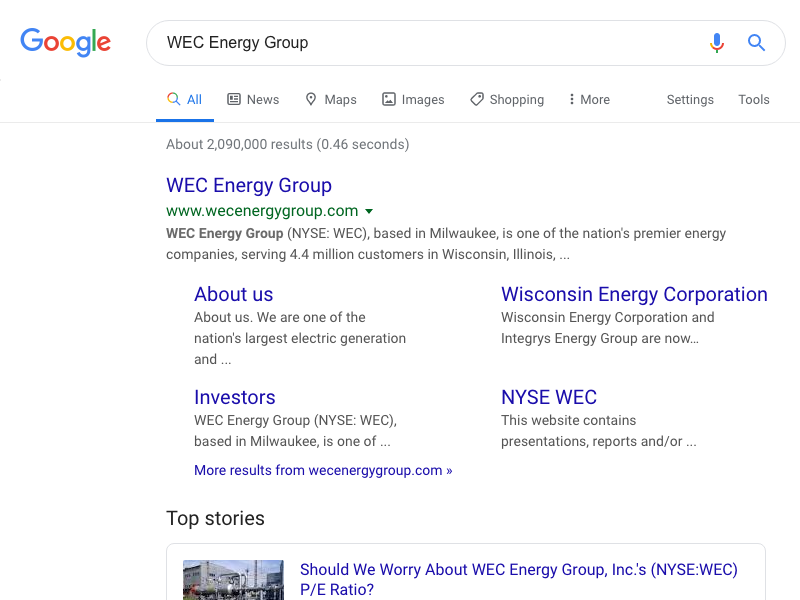 Google
WEC Energy Group
All News Maps Images Shopping More Settings Tools
About 2,090,000 results (0.46 seconds)
WEC Energy Group
www.wecenergygroup.com
WEC Energy Group (NYSE: WEC), based in Milwaukee, is one of the nation's premier energy
companies, serving 4.4 million customers in Wisconsin, Illinois, ...
About us
About us. We are one of the
nation's largest electric generation
and ...
Wisconsin Energy Corporation
Wisconsin Energy Corporation and
Integrys Energy Group are now...
Investors
WEC Energy Group (NYSE: WEC),
based in Milwaukee, is one of ...
NYSE WEC
This website contains
presentations, reports and/or ...
More results from wecenergygroup.com »
Top stories
Should We Worry About WEC Energy Group, Inc.'s (NYSE:WEC)
P/E Ratio?